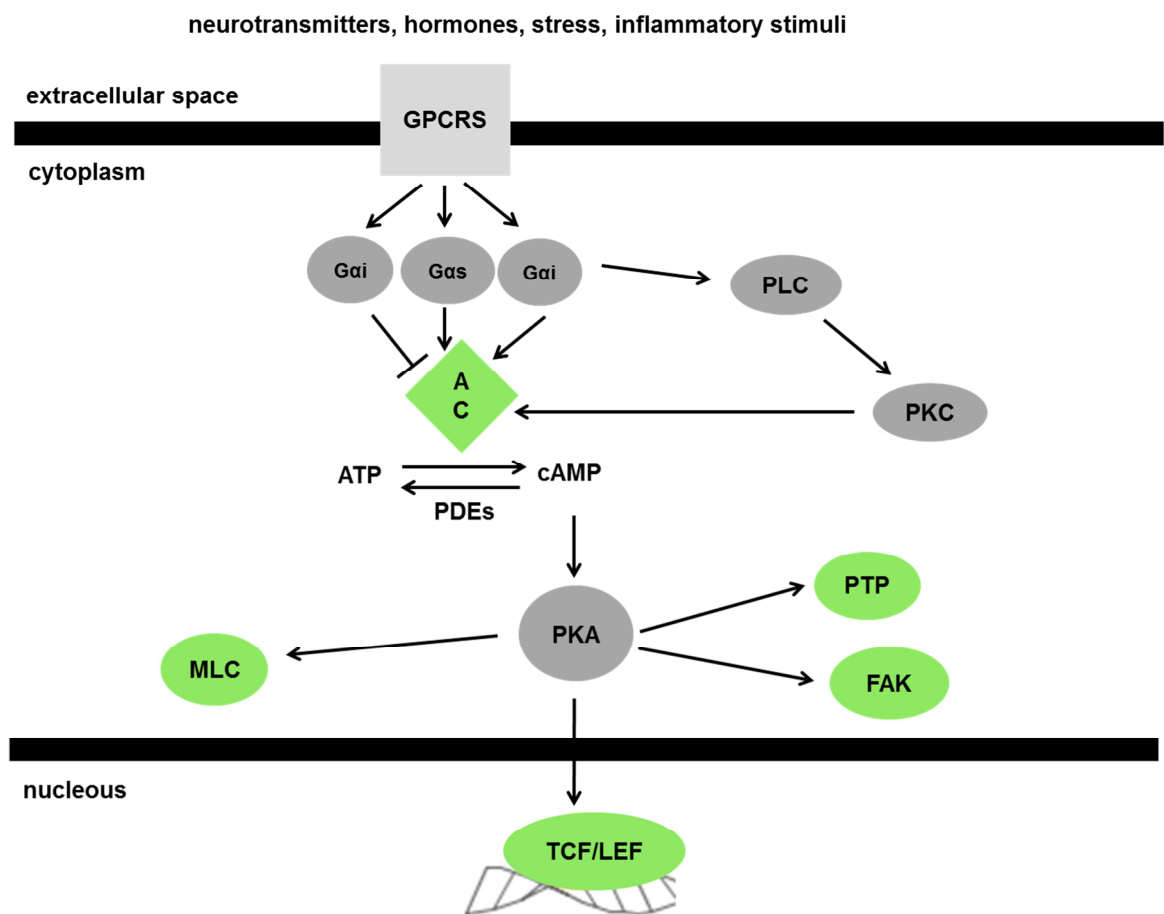 neurotransmitters, hormones, stress, inflammatory stimuli
extracellular space
GPCRS
cytoplasm
Gαi
Gαs
Gαi
PLC
A
C
PKC
ATP
cAMP
PDEs
PTP
PKA
MLC
FAK
nucleous
TCF/LEF